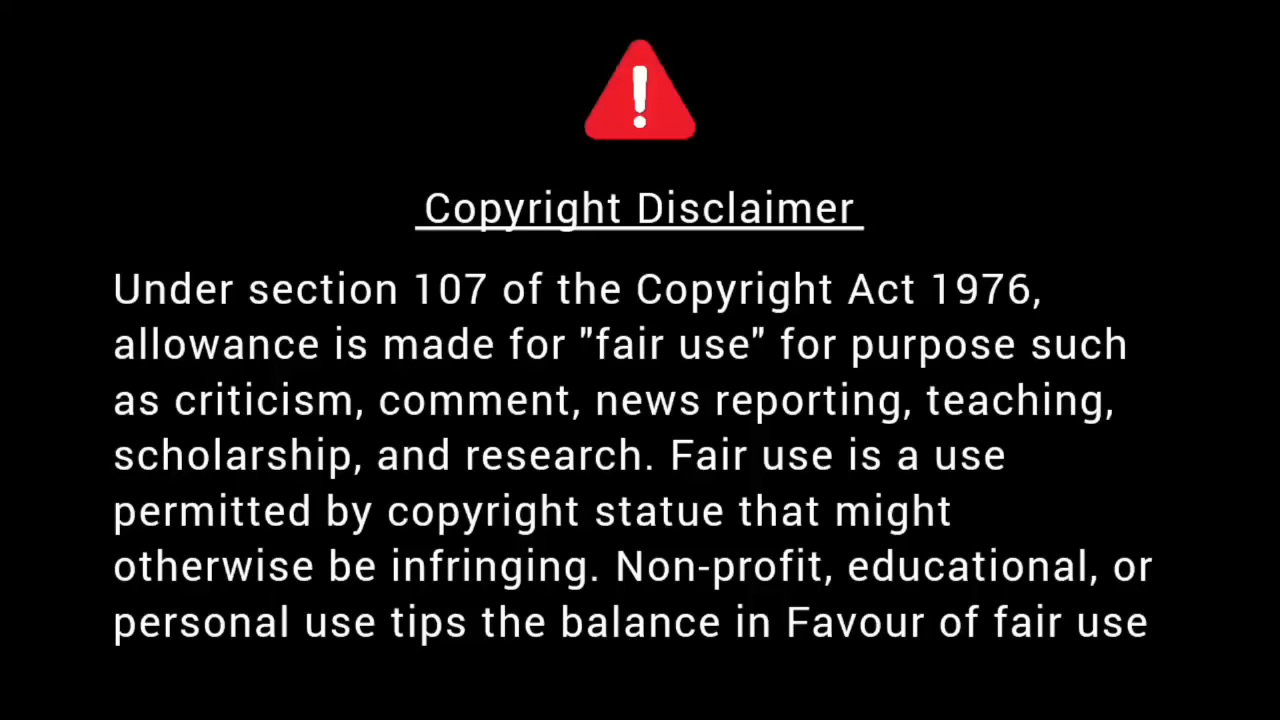 Copyright Disclaimer
Under section 107 of the Copyright Act 1976,
allowance is made for "fair use" for purpose such
as criticism, comment, news reporting, teaching,
scholarship, and research. Fair use is a use
permitted by copyright statue that might
otherwise be infringing. Non-profit, educational, or
personal use tips the balance in Favour of fair use